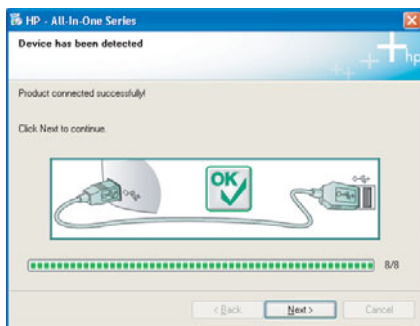 HP - All-In-One Series
Device has been detected
hp
Product connected successfully!
Click Next to continue.
OK
8/8
< Back Next > Cancel